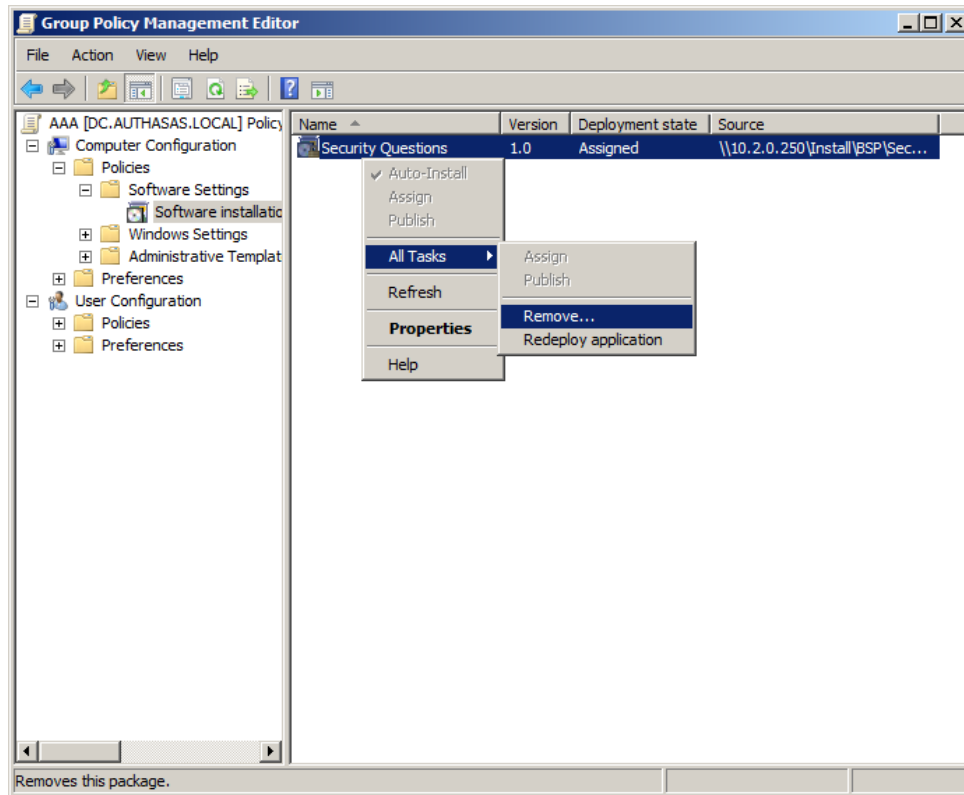 Group Policy Management Editor
File Action View Help
AAA [DC.AUTHASAS.LOCAL] Policy
Computer Configuration
Policies
Software Settings
Software installatio
Windows Settings
Administrative Templat
Preferences
User Configuration
Policies
Preferences
Name Version Deployment state Source
Security Questions 1.0 Assigned \\10.2.0.250\Install\BSP\Sec...
Auto-Install
Assign
Publish
All Tasks
Refresh
Properties
Help
Assign
Publish
Remove...
Redeploy application
Removes this package.